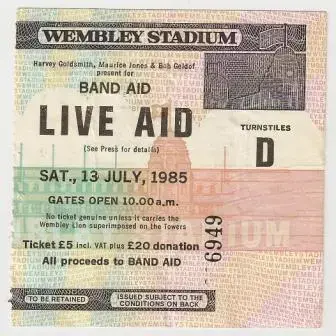 WEMBLEY STADIUM
Harvey Goldsmith, Maurice Jones & Bob Geldof
present for
BAND AID
LIVE AID
(See Press for details)
TURNSTILES
D
SAT., 13 JULY, 1985
GATES OPEN 10.00 a.m.
No ticket genuine unless it carries the
Wembley Lion superimposed on the Towers
Ticket £5 incl. VAT plus £20 donation
All proceeds to BAND AID
6949
TO BE RETAINED
ISSUED SUBJECT TO THE
CONDITIONS ON BACK